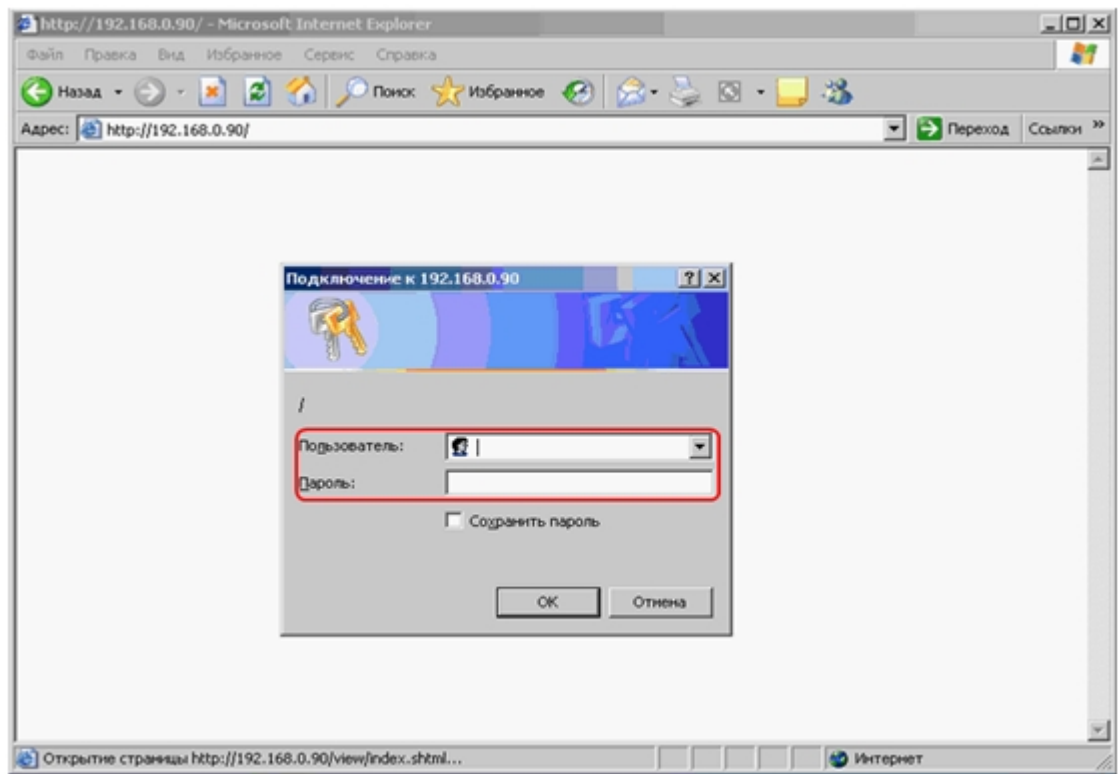 http://192.168.0.90/ - Microsoft Internet Explorer
Файл Правка Вид Избранное Сервис Справка
Назад Поиск Избранное
Адрес: http://192.168.0.90/ Переход Ссылки »
Подключение к 192.168.0.90
/
Пользователь:
Пароль:
Сохранить пароль
OK Отмена
Открытие страницы http://192.168.0.90/view/index.shtml... Интернет